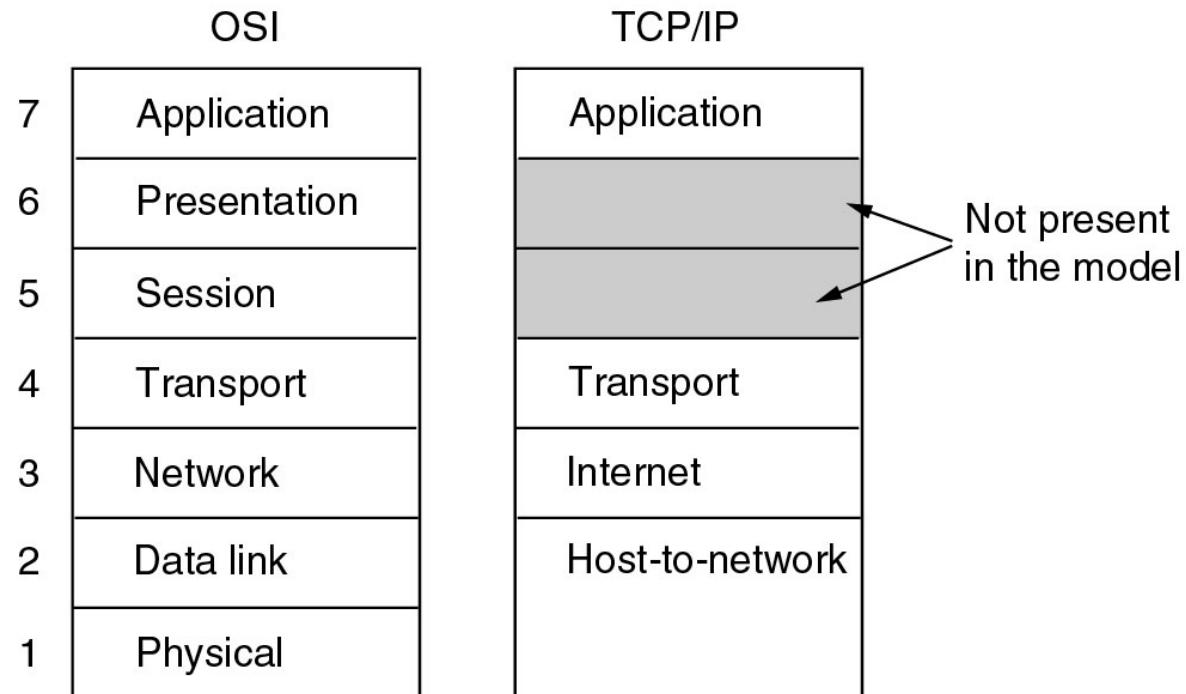 OSI
TCP/IP
7 Application Application
6 Presentation
5 Session
Not present
in the model
4 Transport Transport
3 Network Internet
2 Data link Host-to-network
1 Physical